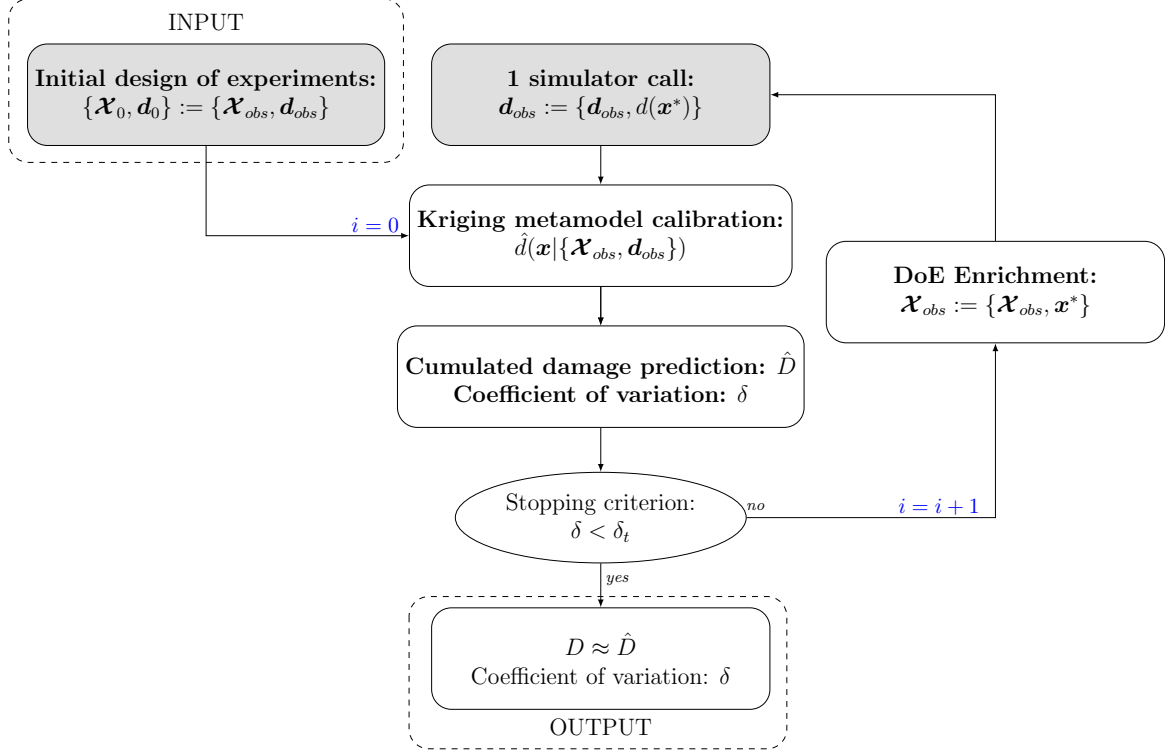 INPUT
Initial design of experiments:
{𝓧₀, d₀} := {𝓧_obs, d_obs}
1 simulator call:
d_obs := {d_obs, d(x*)}
i = 0
Kriging metamodel calibration:
d̂(x|{𝓧_obs, d_obs})
DoE Enrichment:
𝓧_obs := {𝓧_obs, x*}
Cumulated damage prediction: D̂
Coefficient of variation: δ
Stopping criterion:
δ < δ_t
no
i = i + 1
yes
D ≈ D̂
Coefficient of variation: δ
OUTPUT